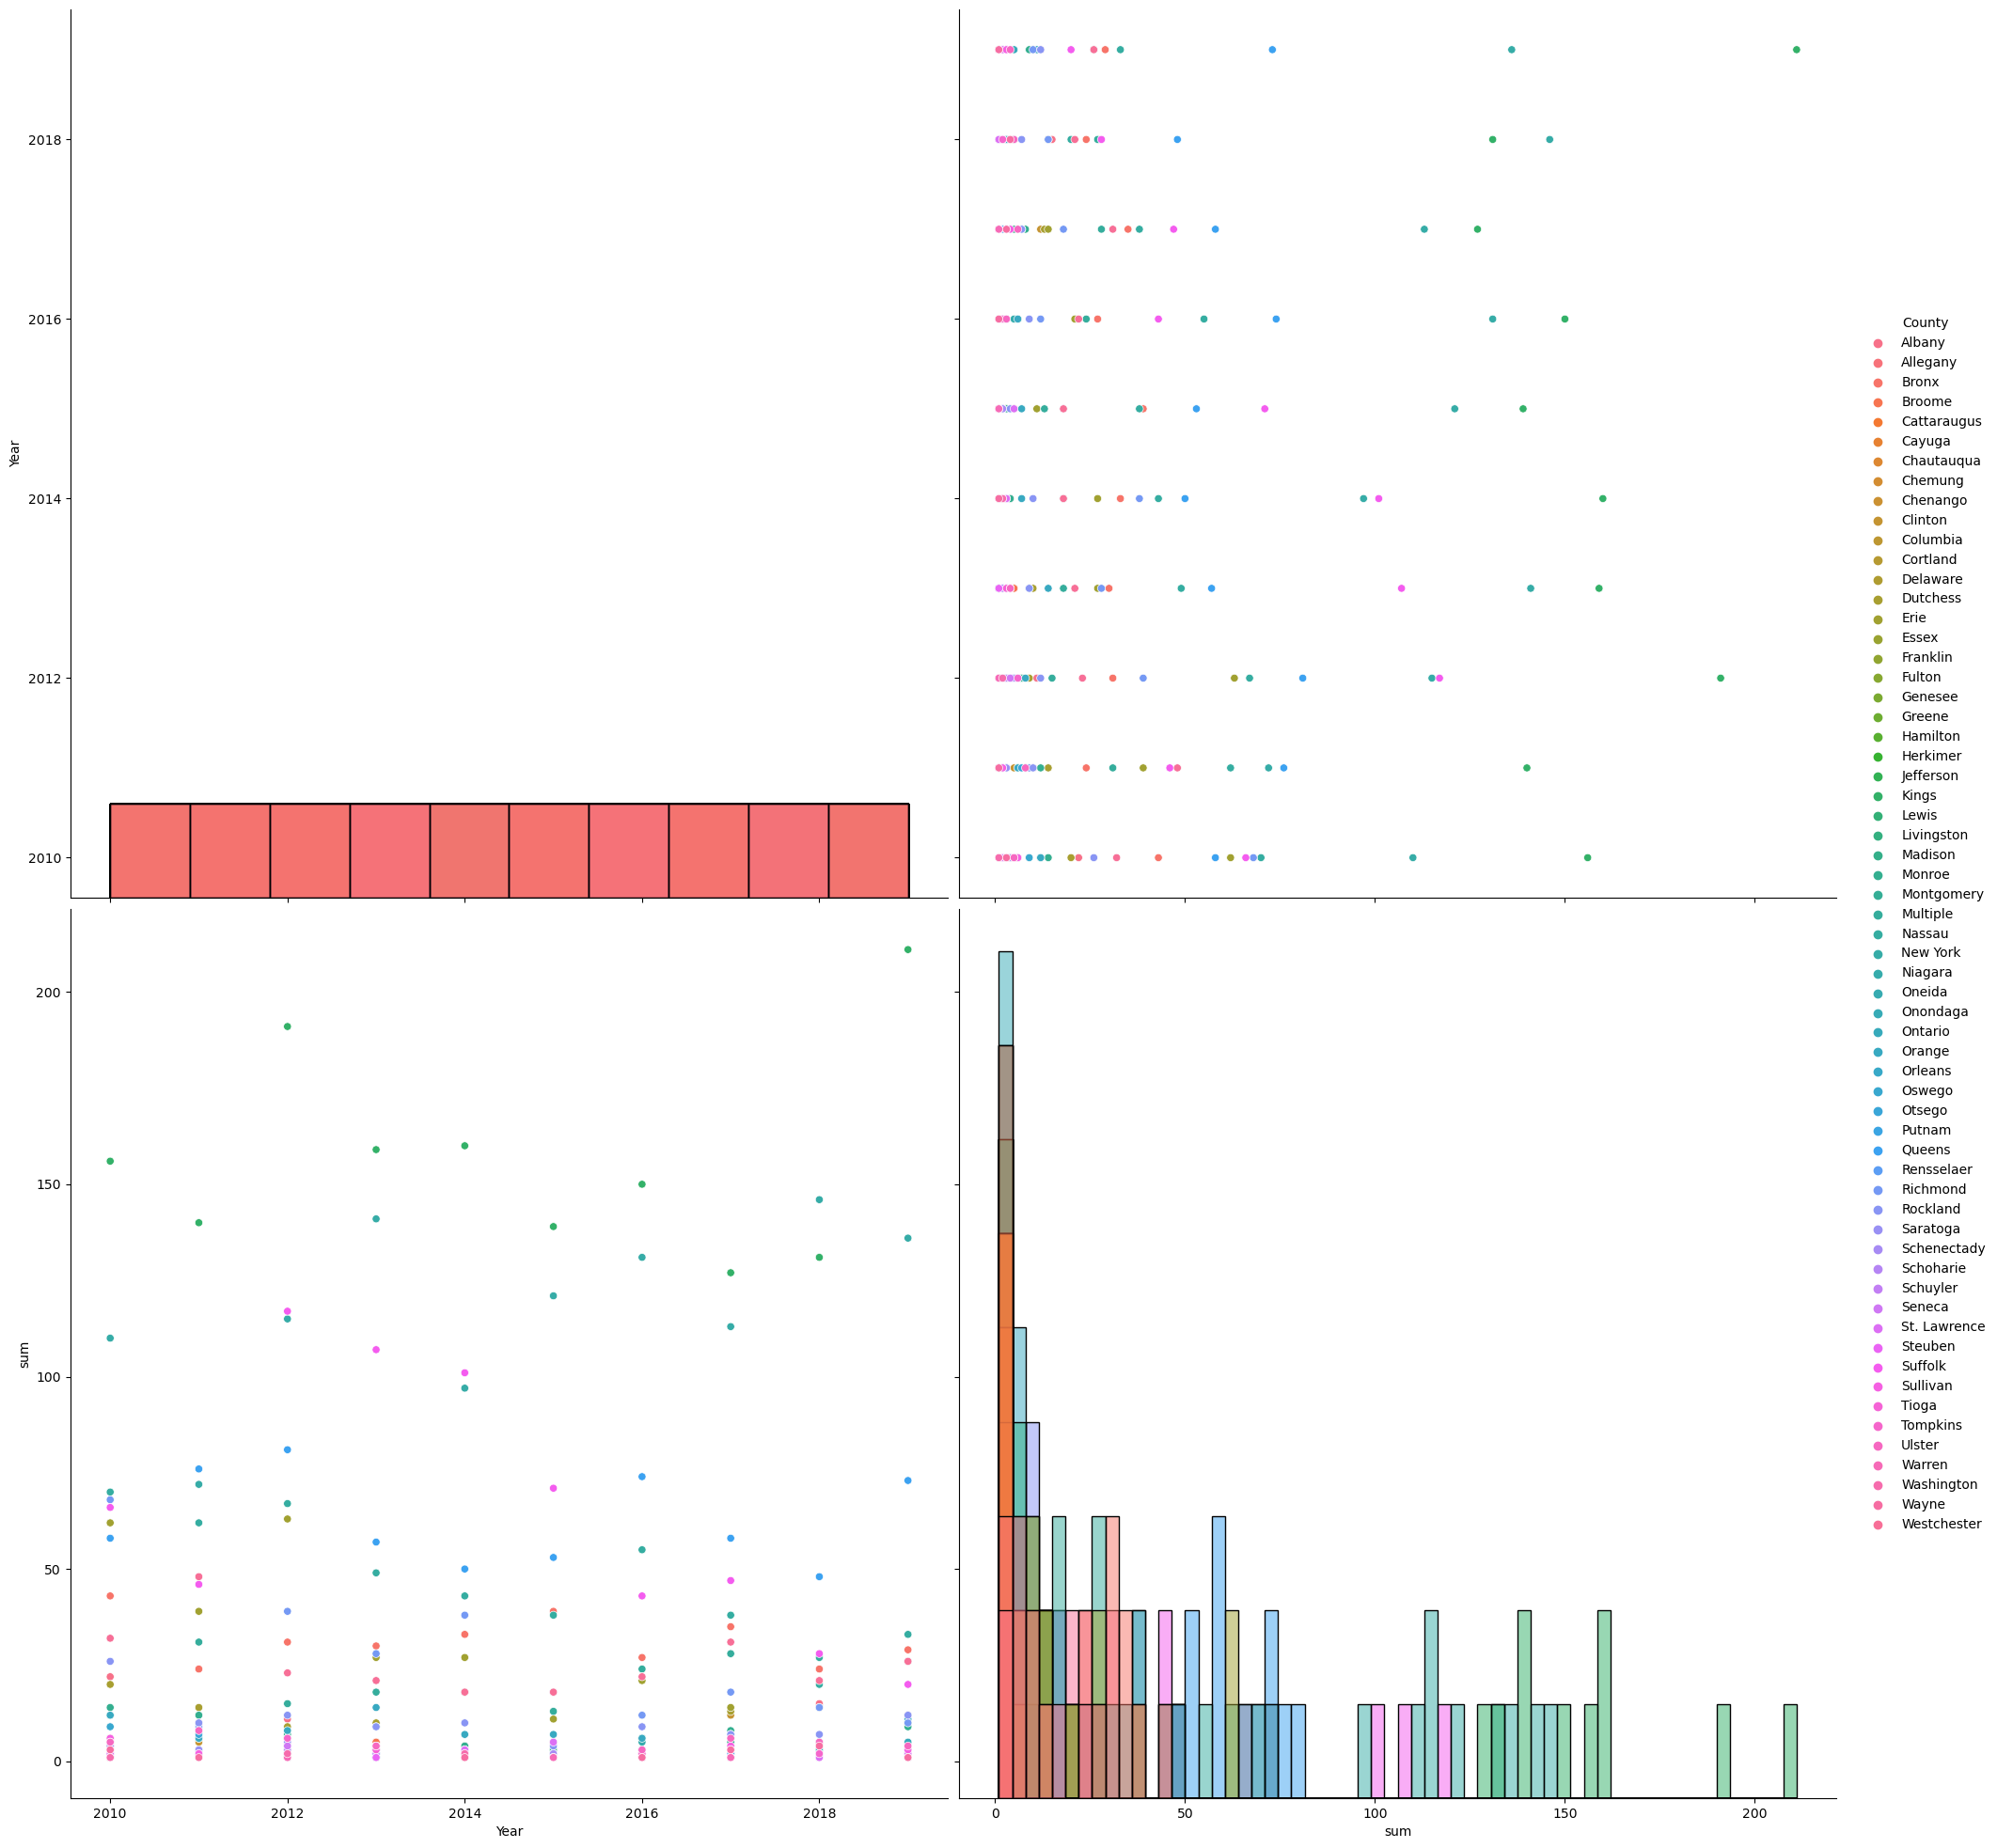 2018
2016
2014
2012
2010
Year
200
150
100
50
0
sum
2010 2012 2014 2016 2018
Year
0 50 100 150 200
sum
County
Albany
Allegany
Bronx
Broome
Cattaraugus
Cayuga
Chautauqua
Chemung
Chenango
Clinton
Columbia
Cortland
Delaware
Dutchess
Erie
Essex
Franklin
Fulton
Genesee
Greene
Hamilton
Herkimer
Jefferson
Kings
Lewis
Livingston
Madison
Monroe
Montgomery
Multiple
Nassau
New York
Niagara
Oneida
Onondaga
Ontario
Orange
Orleans
Oswego
Otsego
Putnam
Queens
Rensselaer
Richmond
Rockland
Saratoga
Schenectady
Schoharie
Schuyler
Seneca
St. Lawrence
Steuben
Suffolk
Sullivan
Tioga
Tompkins
Ulster
Warren
Washington
Wayne
Westchester